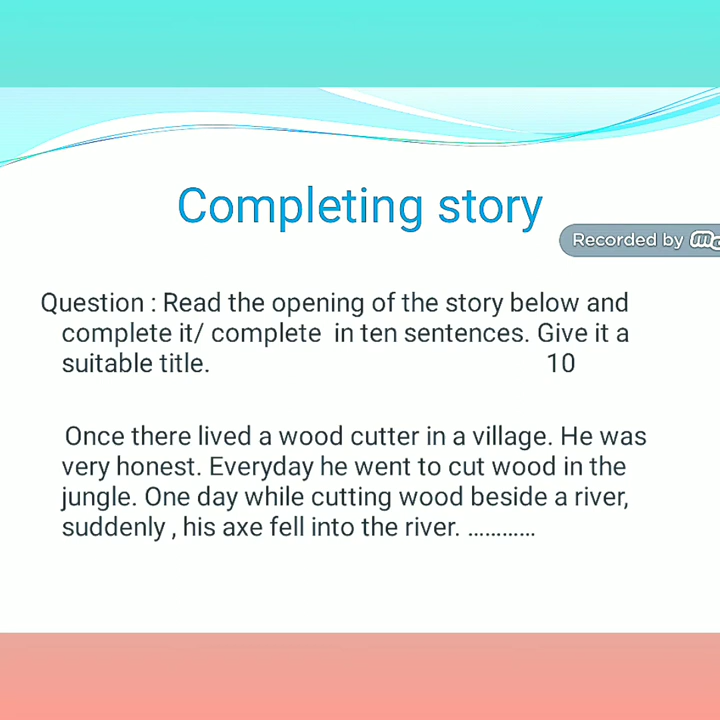 Completing story
Recorded by
Question : Read the opening of the story below and
complete it/ complete in ten sentences. Give it a
suitable title. 10
Once there lived a wood cutter in a village. He was
very honest. Everyday he went to cut wood in the
jungle. One day while cutting wood beside a river,
suddenly , his axe fell into the river. ............